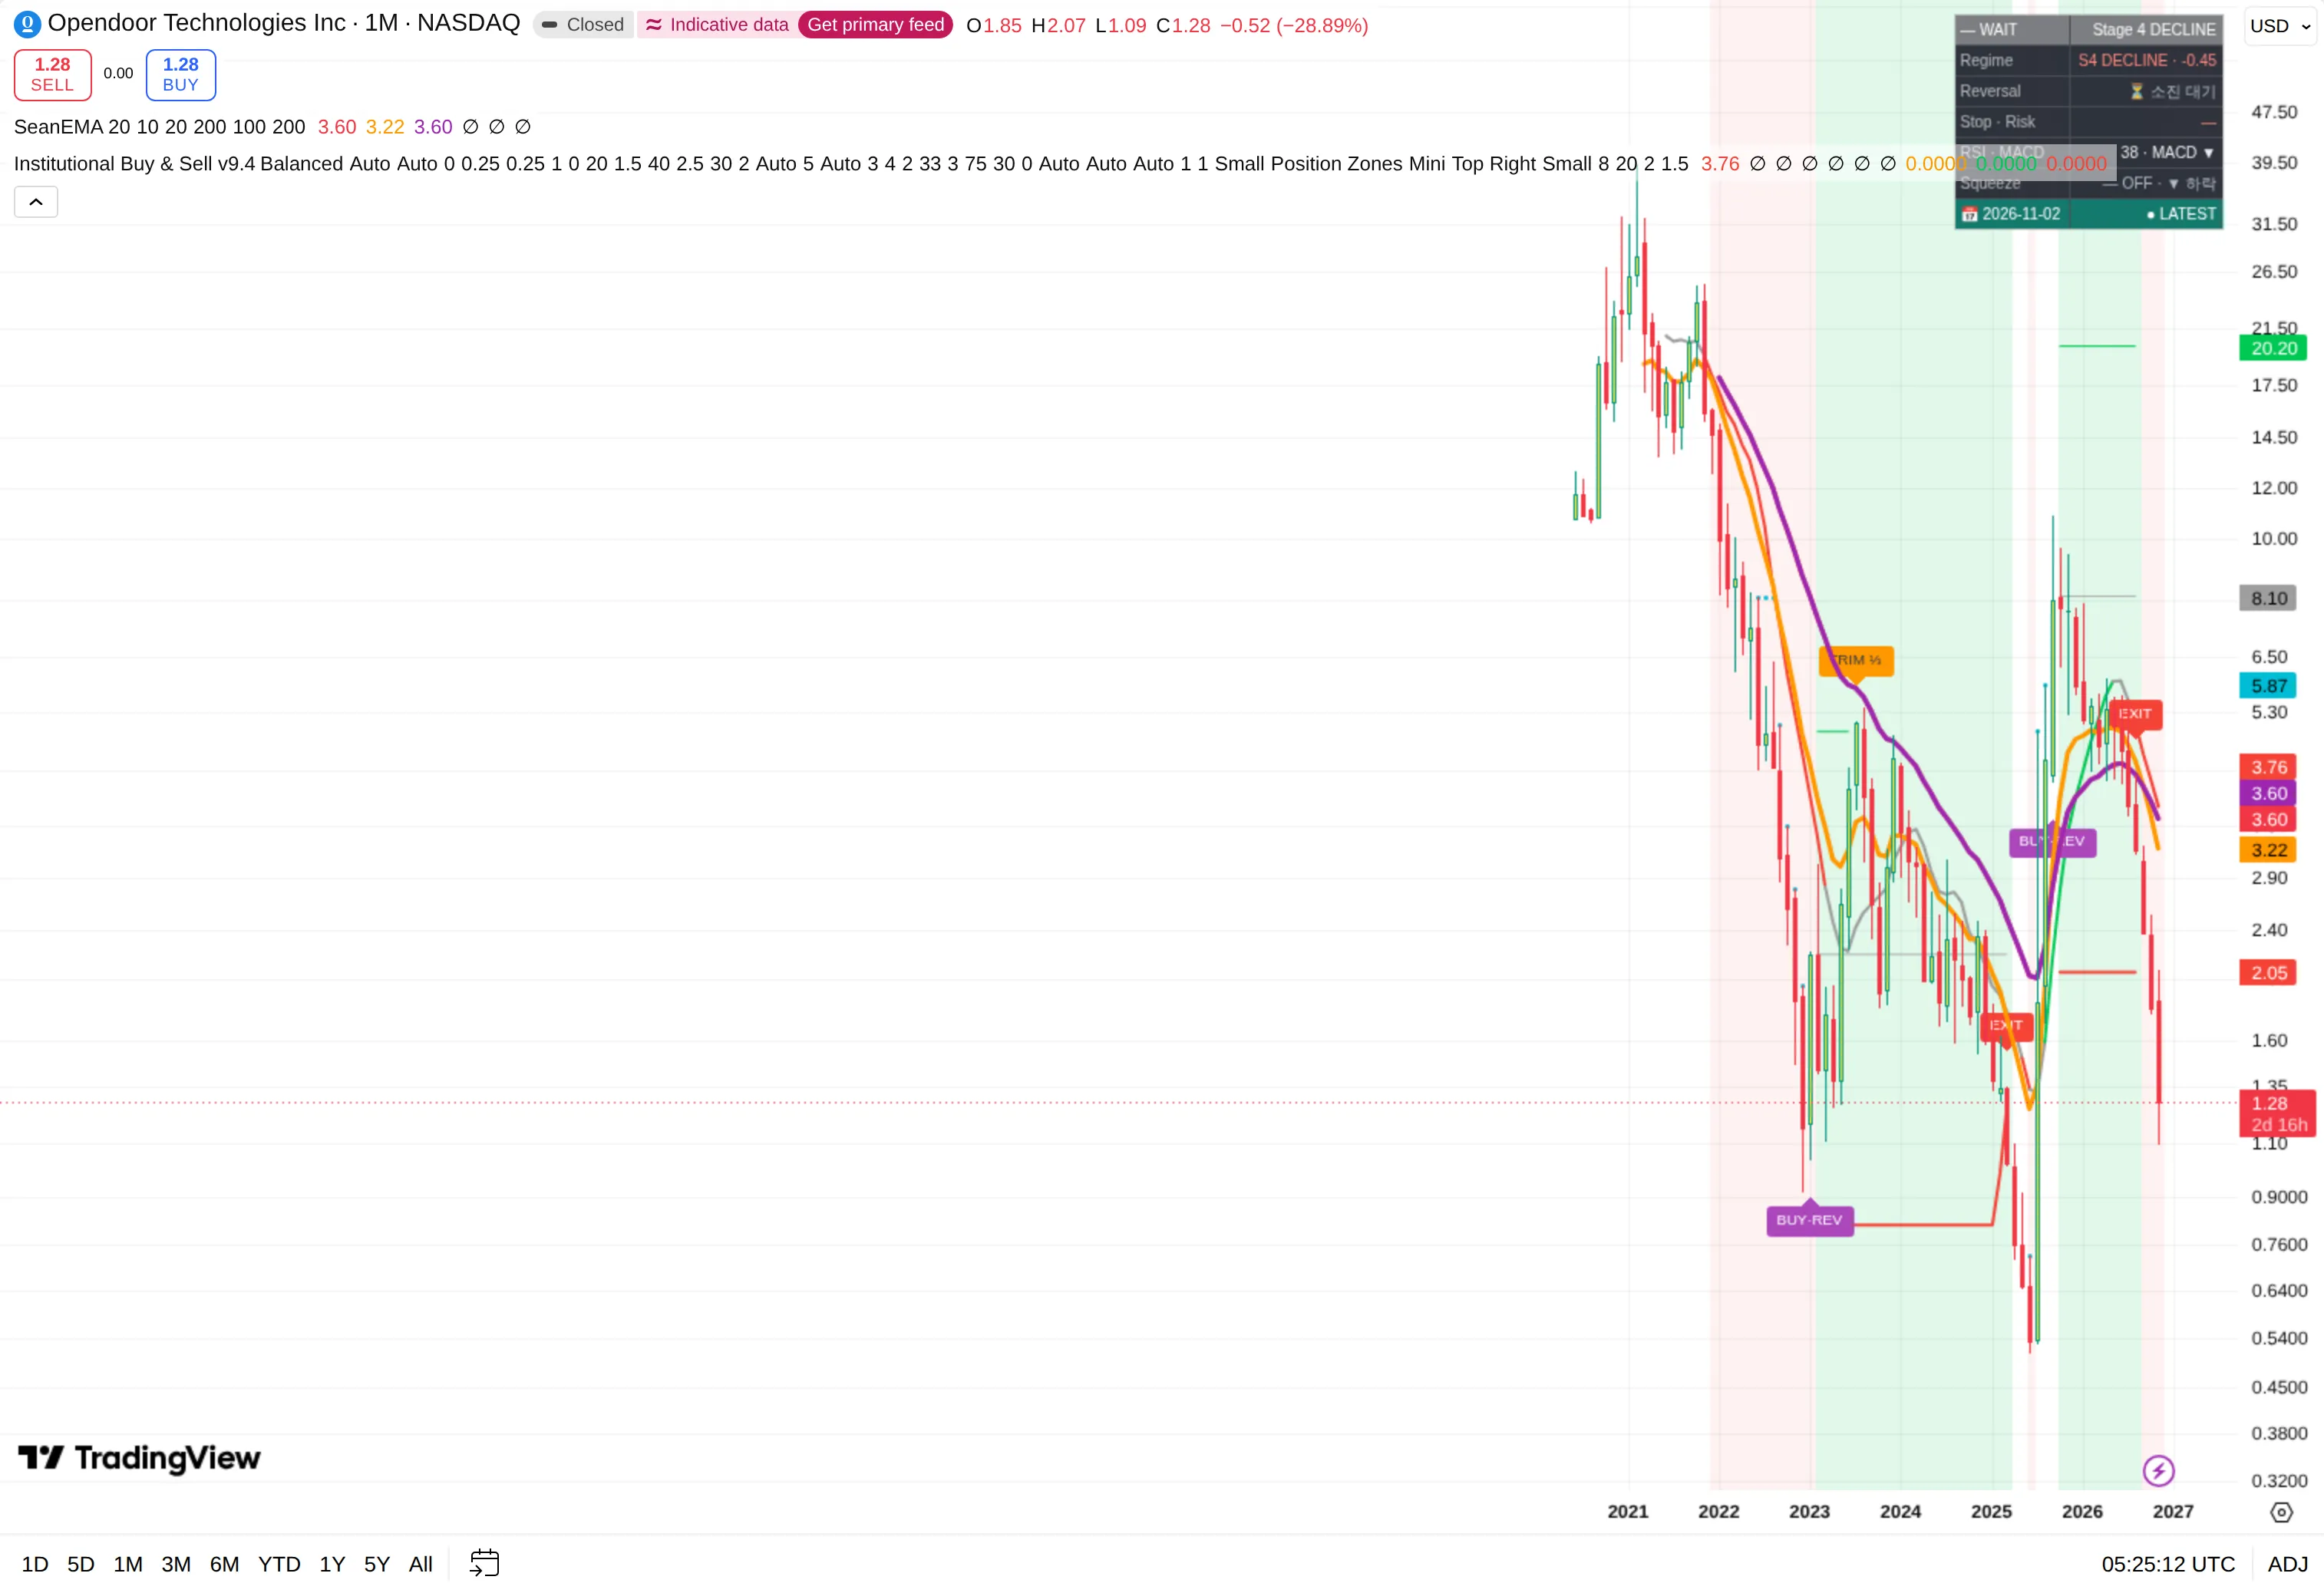 Opendoor Technologies Inc · 1M · NASDAQ Closed Indicative data Get primary feed O1.85 H2.07 L1.09 C1.28 −0.52 (−28.89%)
1.28 SELL 0.00 1.28 BUY
SeanEMA 20 10 20 200 100 200 3.60 3.22 3.60 ∅ ∅ ∅
Institutional Buy & Sell v9.4 Balanced Auto Auto 0 0.25 0.25 1 0 20 1.5 40 2.5 30 2 Auto 5 Auto 3 4 2 33 3 75 30 0 Auto Auto Auto 1 1 Small Position Zones Mini Top Right Small 8 20 2 1.5 3.76 ∅ ∅ ∅ ∅ ∅ ∅ 0.0000 0.0000 0.0000
— WAIT Stage 4 DECLINE
Regime S4 DECLINE · -0.45
Reversal ⏳ 소진 대기
Stop · Risk —
RSI · MACD 38 · MACD ▼
Squeeze — OFF · ▼ 하락
📅 2026-11-02 ● LATEST
USD
47.50
39.50
31.50
26.50
21.50
20.20
17.50
14.50
12.00
10.00
8.10
6.50
5.87
5.30
3.76
3.60
3.60
3.22
2.90
2.40
2.05
1.60
1.35
1.28
2d 16h
1.10
0.9000
0.7600
0.6400
0.5400
0.4500
0.3800
0.3200
EXIT
BUY-REV
EXIT
BUY-REV
TradingView
2021 2022 2023 2024 2025 2026 2027
1D 5D 1M 3M 6M YTD 1Y 5Y All
05:25:12 UTC ADJ